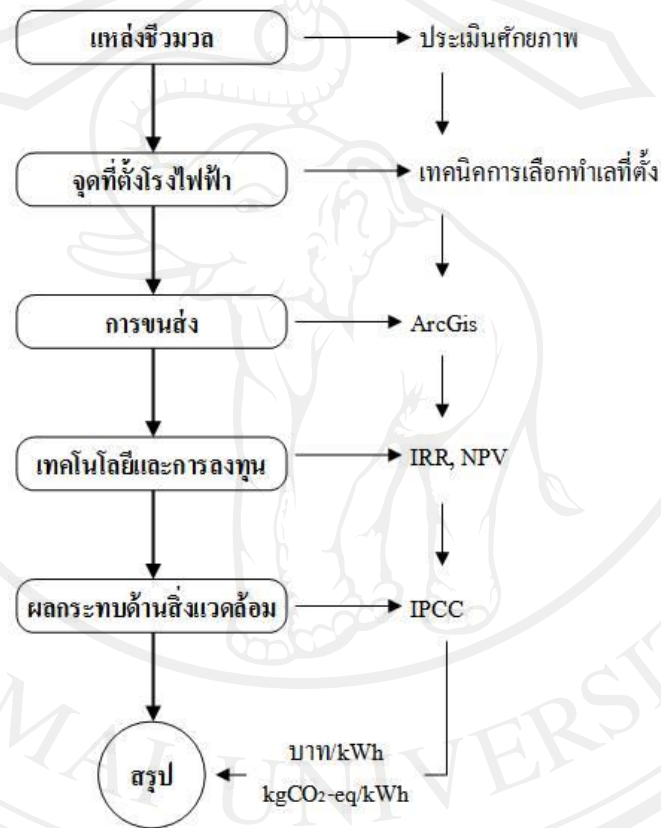 แหล่งชีวมวล
ประเมินศักยภาพ
จุดที่ตั้งโรงไฟฟ้า
เทคนิคการเลือกทำเลที่ตั้ง
การขนส่ง
ArcGis
เทคโนโลยีและการลงทุน
IRR, NPV
ผลกระทบด้านสิ่งแวดล้อม
IPCC
บาท/kWh
สรุป
kgCO₂-eq/kWh
MAI UNIVERSIT